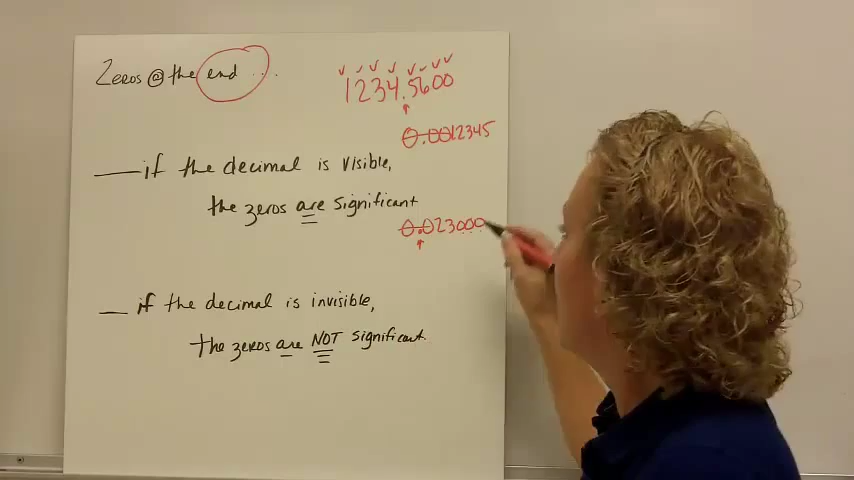 Zeros @ the end ...
1234.5600
0.0012345
___ if the decimal is visible,
the zeros are significant
0.023000
__ if the decimal is invisible,
the zeros are NOT significant.